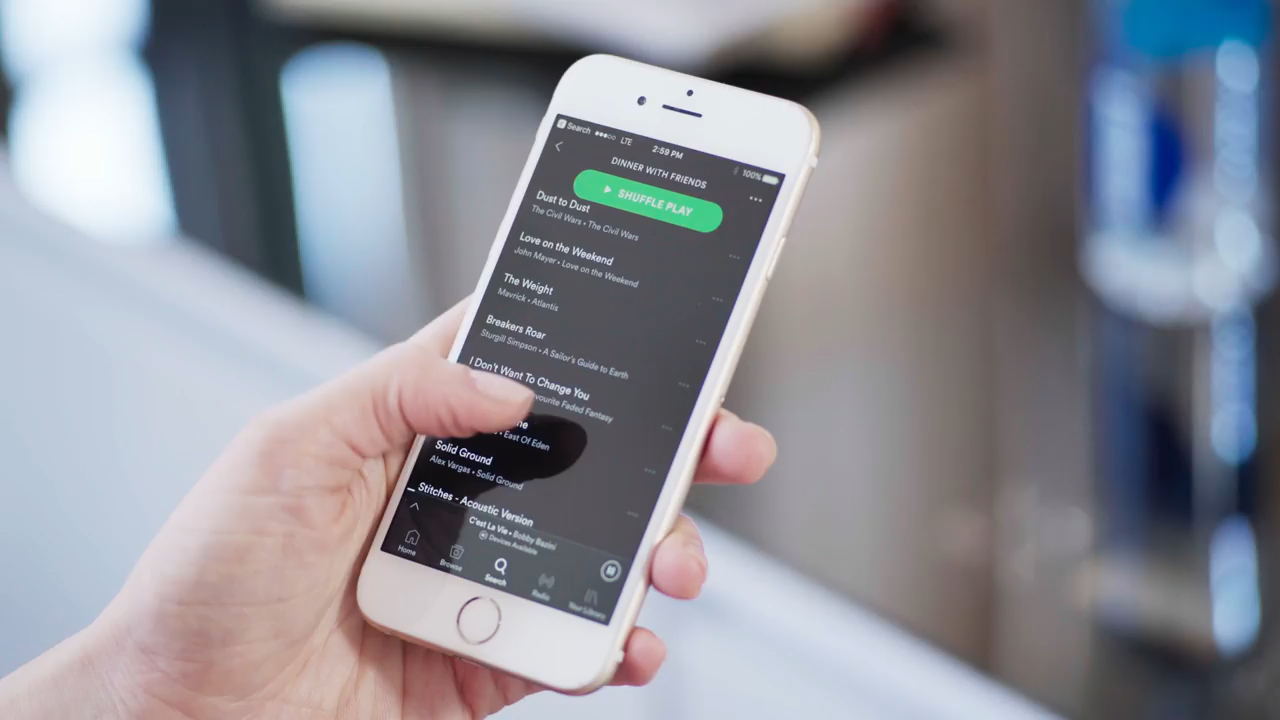 Search LTE 2:59 PM 100%
DINNER WITH FRIENDS
SHUFFLE PLAY
Dust to Dust
The Civil Wars • The Civil Wars
Love on the Weekend
John Mayer • Love on the Weekend
The Weight
Mavrick • Atlantis
Breakers Roar
Sturgill Simpson • A Sailor's Guide to Earth
I Don't Want To Change You
Faded Fantasy
• East Of Eden
Solid Ground
Alex Vargas • Solid Ground
Stitches - Acoustic Version
C'est La Vie • Bobby Bazini
Devices Available
Home Browse Search Radio Your Library